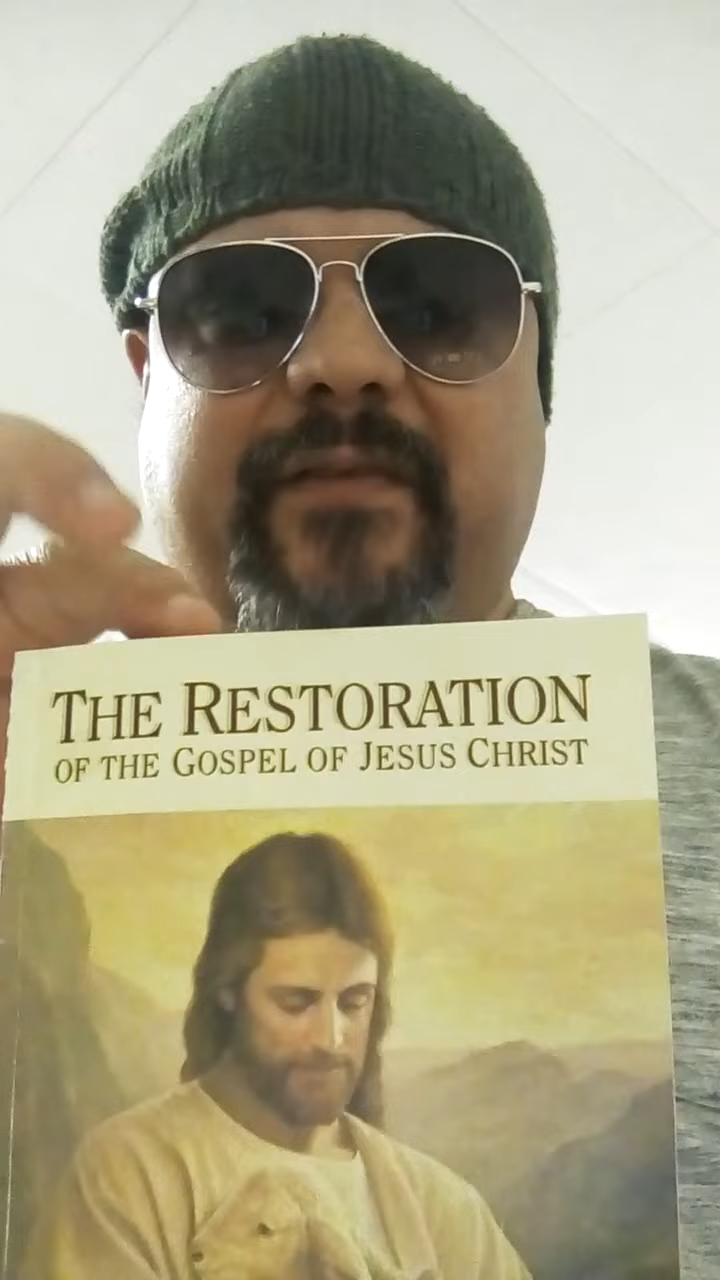 THE RESTORATION
OF THE GOSPEL OF JESUS CHRIST